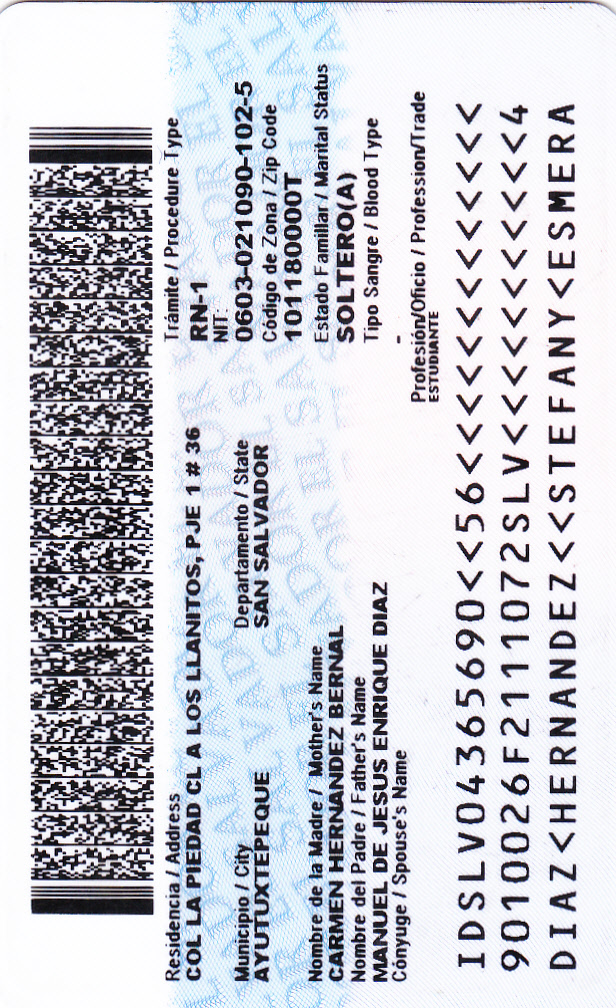 Residencia / Address
COL LA PIEDAD CL A LOS LLANITOS, PJE 1 # 36
Municipio / City
AYUTUXTEPEQUE
Departamento / State
SAN SALVADOR
Nombre de la Madre / Mother's Name
CARMEN HERNANDEZ BERNAL
Nombre del Padre / Father's Name
MANUEL DE JESUS ENRIQUE DIAZ
Cónyuge / Spouse's Name
Trámite / Procedure Type
RN-1
NIT:
0603-021090-102-5
Código de Zona / Zip Code
101180000T
Estado Familiar / Marital Status
SOLTERO(A)
Tipo Sangre / Blood Type
-
Profesión/Oficio / Profession/Trade
ESTUDIANTE
IDSLV04365690<<56<<<<<<<<<<<<<
9010026F2111072SLV<<<<<<<<<<<4
DIAZ<HERNANDEZ<<STEFANY<ESMERA